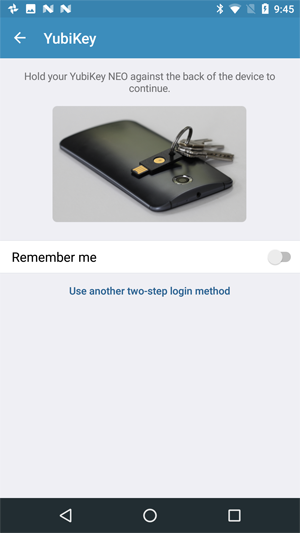 9:45
YubiKey
Hold your YubiKey NEO against the back of the device to
continue.
Remember me
Use another two-step login method